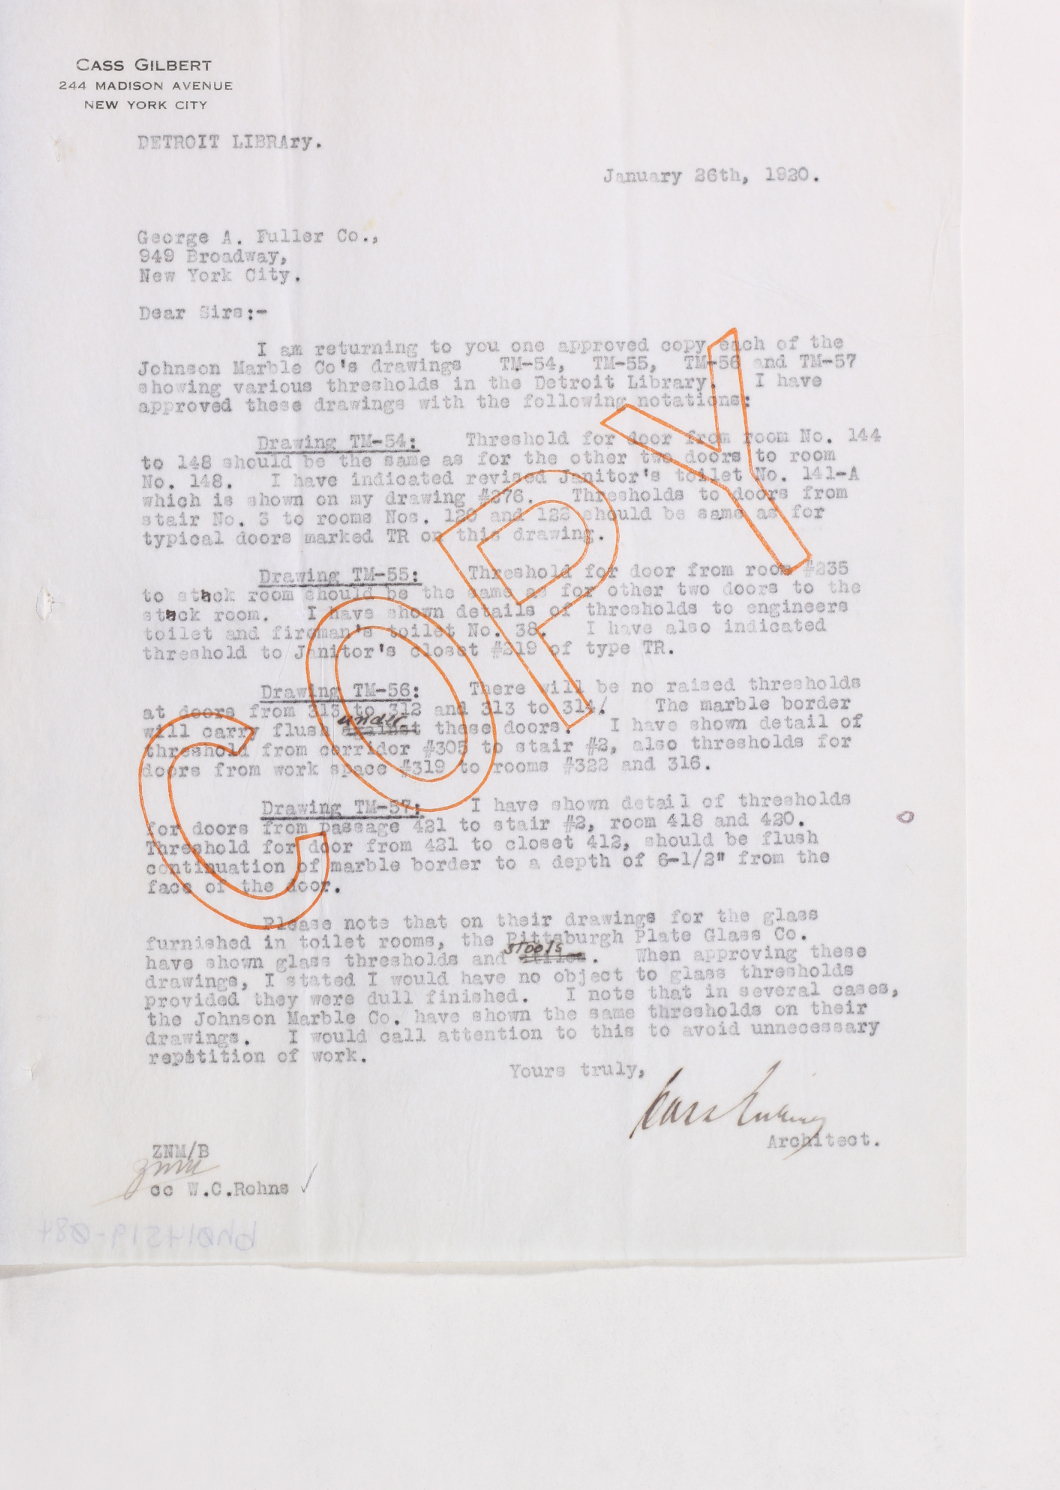 CASS GILBERT
244 MADISON AVENUE
NEW YORK CITY
DETROIT LIBRAry.
January 26th, 1920.
George A. Fuller Co.,
949 Broadway,
New York City.
Dear Sirs:-
I am returning to you one approved copy each of the
Johnson Marble Co's drawings TM-54, TM-55, TM-56 and TM-57
showing various thresholds in the Detroit Library. I have
approved these drawings with the following notations:
Drawing TM-54: Threshold for door from room No. 144
to 148 should be the same as for the other two doors to room
No. 148. I have indicated revised Janitor's toilet No. 141-A
which is shown on my drawing #276. Thresholds to doors from
stair No. 3 to rooms Nos. 120 and 122 should be same as for
typical doors marked TR on this drawing.
Drawing TM-55: Threshold for door from room #235
to stack room should be the same as for other two doors to the
stack room. I have shown details of thresholds to engineers
toilet and fireman's toilet No. 38. I have also indicated
threshold to Janitor's closet #219 of type TR.
Drawing TM-56: There will be no raised thresholds
at doors from 313 to 312 and 313 to 314. The marble border
will carry flush under against these doors. I have shown detail of
threshold from corridor #305 to stair #2, also thresholds for
doors from work space #319 to rooms #322 and 316.
Drawing TM-57: I have shown detail of thresholds
for doors from passage 421 to stair #2, room 418 and 420.
Threshold for door from 421 to closet 412, should be flush
continuation of marble border to a depth of 6-1/2" from the
face of the door.
Please note that on their drawings for the glass
furnished in toilet rooms, the Pittsburgh Plate Glass Co.
have shown glass thresholds and stools. When approving these
drawings, I stated I would have no object to glass thresholds
provided they were dull finished. I note that in several cases,
the Johnson Marble Co. have shown the same thresholds on their
drawings. I would call attention to this to avoid unnecessary
repitition of work.
Yours truly,
Cass Gilbert
Architect.
ZNM/B
ZNM
cc W.C.Rohns ✓
COPY
bh014519-084